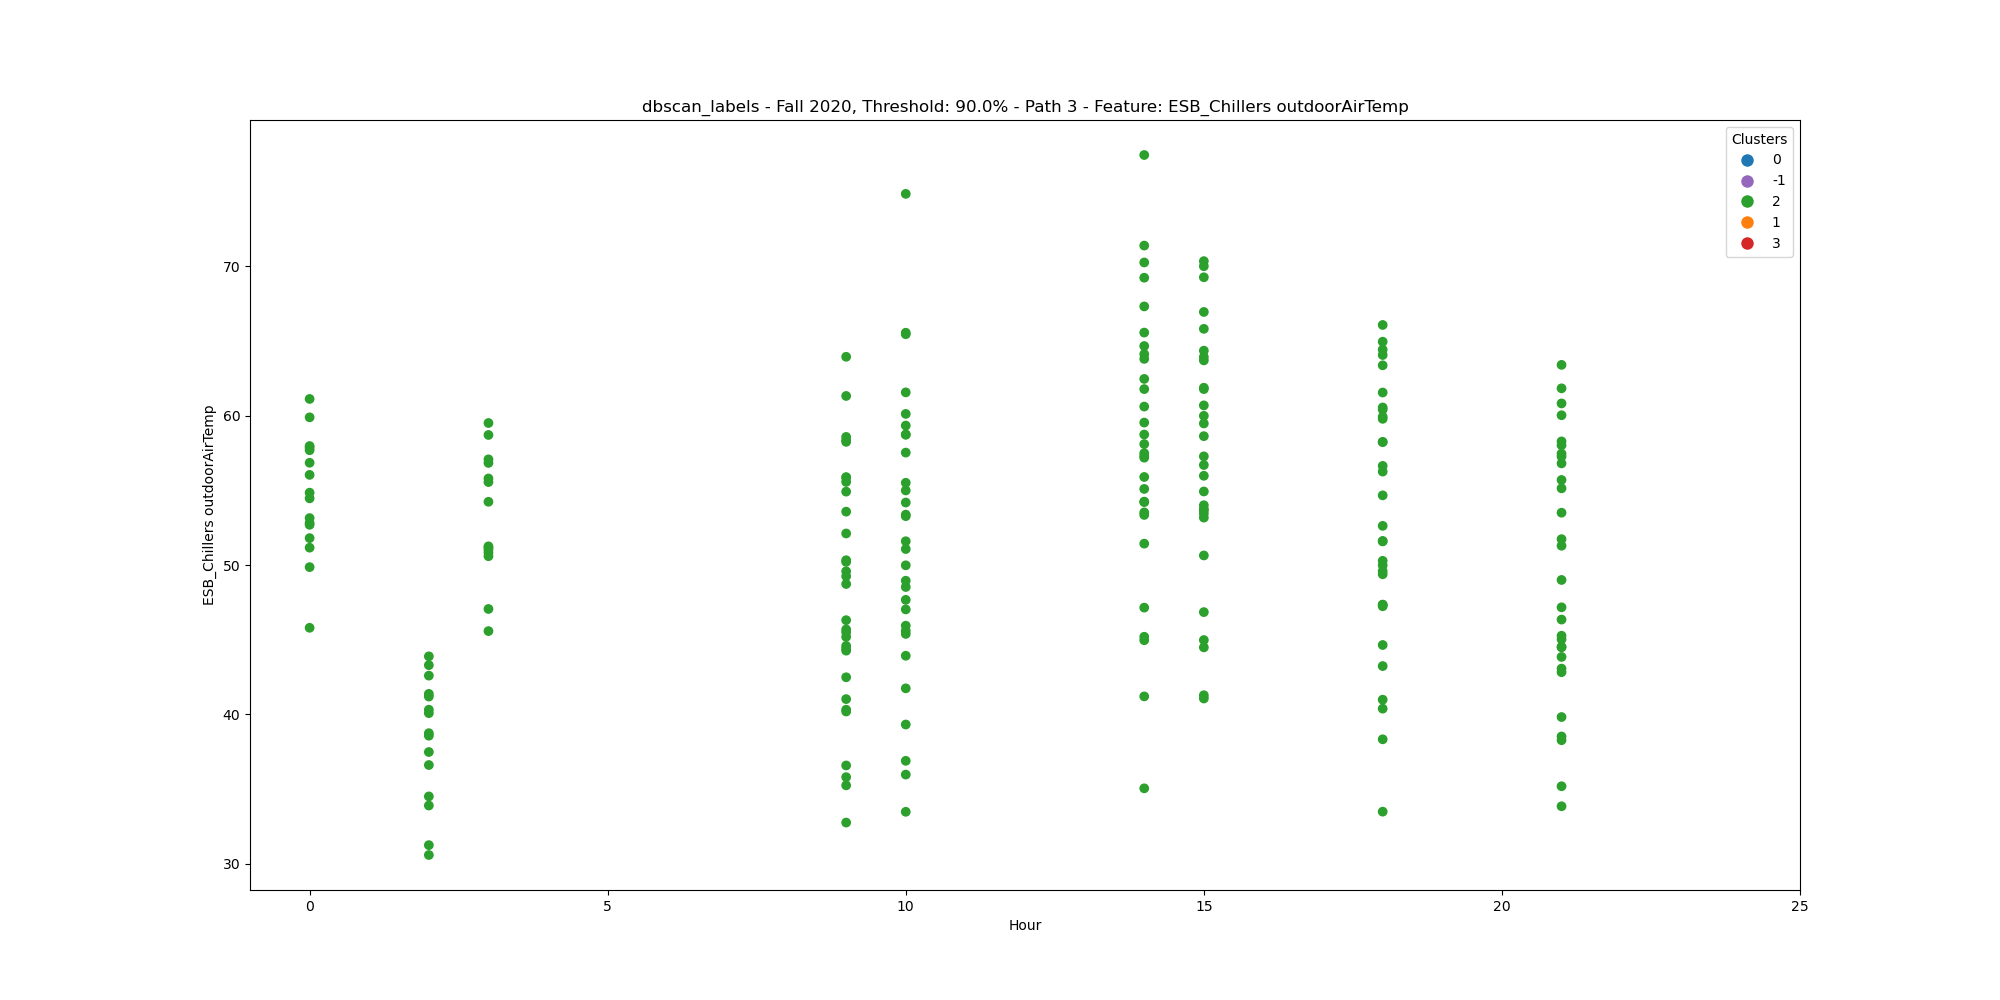 dbscan_labels - Fall 2020, Threshold: 90.0% - Path 3 - Feature: ESB_Chillers outdoorAirTemp
Clusters
0
-1
2
1
3
70
60
50
40
30
ESB_Chillers outdoorAirTemp
0 5 10 15 20 25
Hour